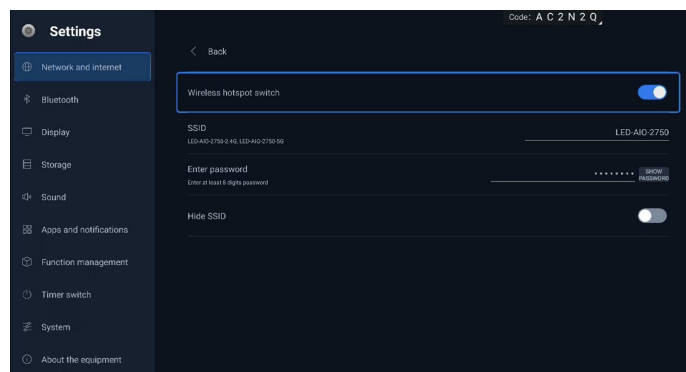 Code: A C 2 N 2 Q
Settings
Back
Network and internet
Wireless hotspot switch
Bluetooth
SSID
LED-AIO-2750
LED-AIO-2750-2.4G, LED-AIO-2750-5G
Display
Storage
Enter password
Enter at least 8 digits password
•••••••• SHOW
PASSWORD
Sound
Hide SSID
Apps and notifications
Function management
Timer switch
System
About the equipment